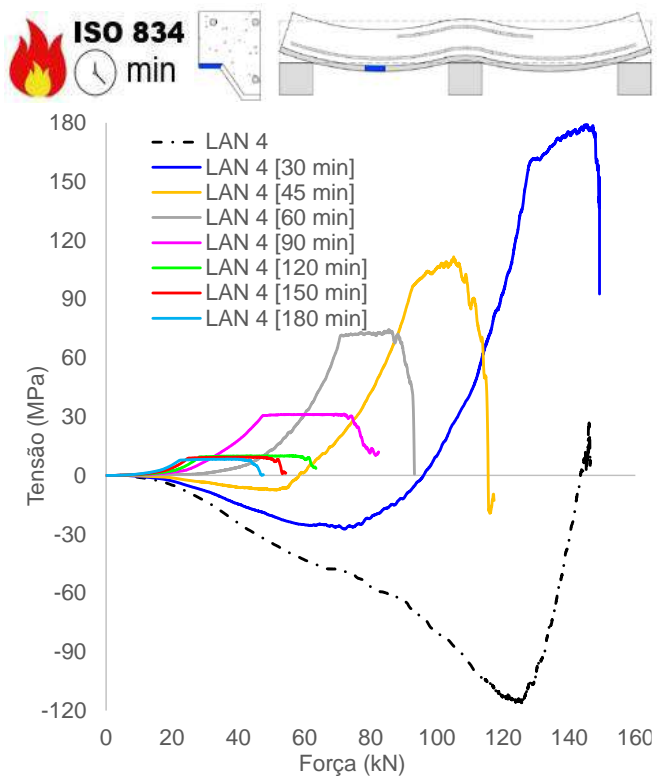 ISO 834
min
180
150
120
90
60
30
0
-30
-60
-90
-120
Tensão (MPa)
LAN 4
LAN 4 [30 min]
LAN 4 [45 min]
LAN 4 [60 min]
LAN 4 [90 min]
LAN 4 [120 min]
LAN 4 [150 min]
LAN 4 [180 min]
0 20 40 60 80 100 120 140 160
Força (kN)